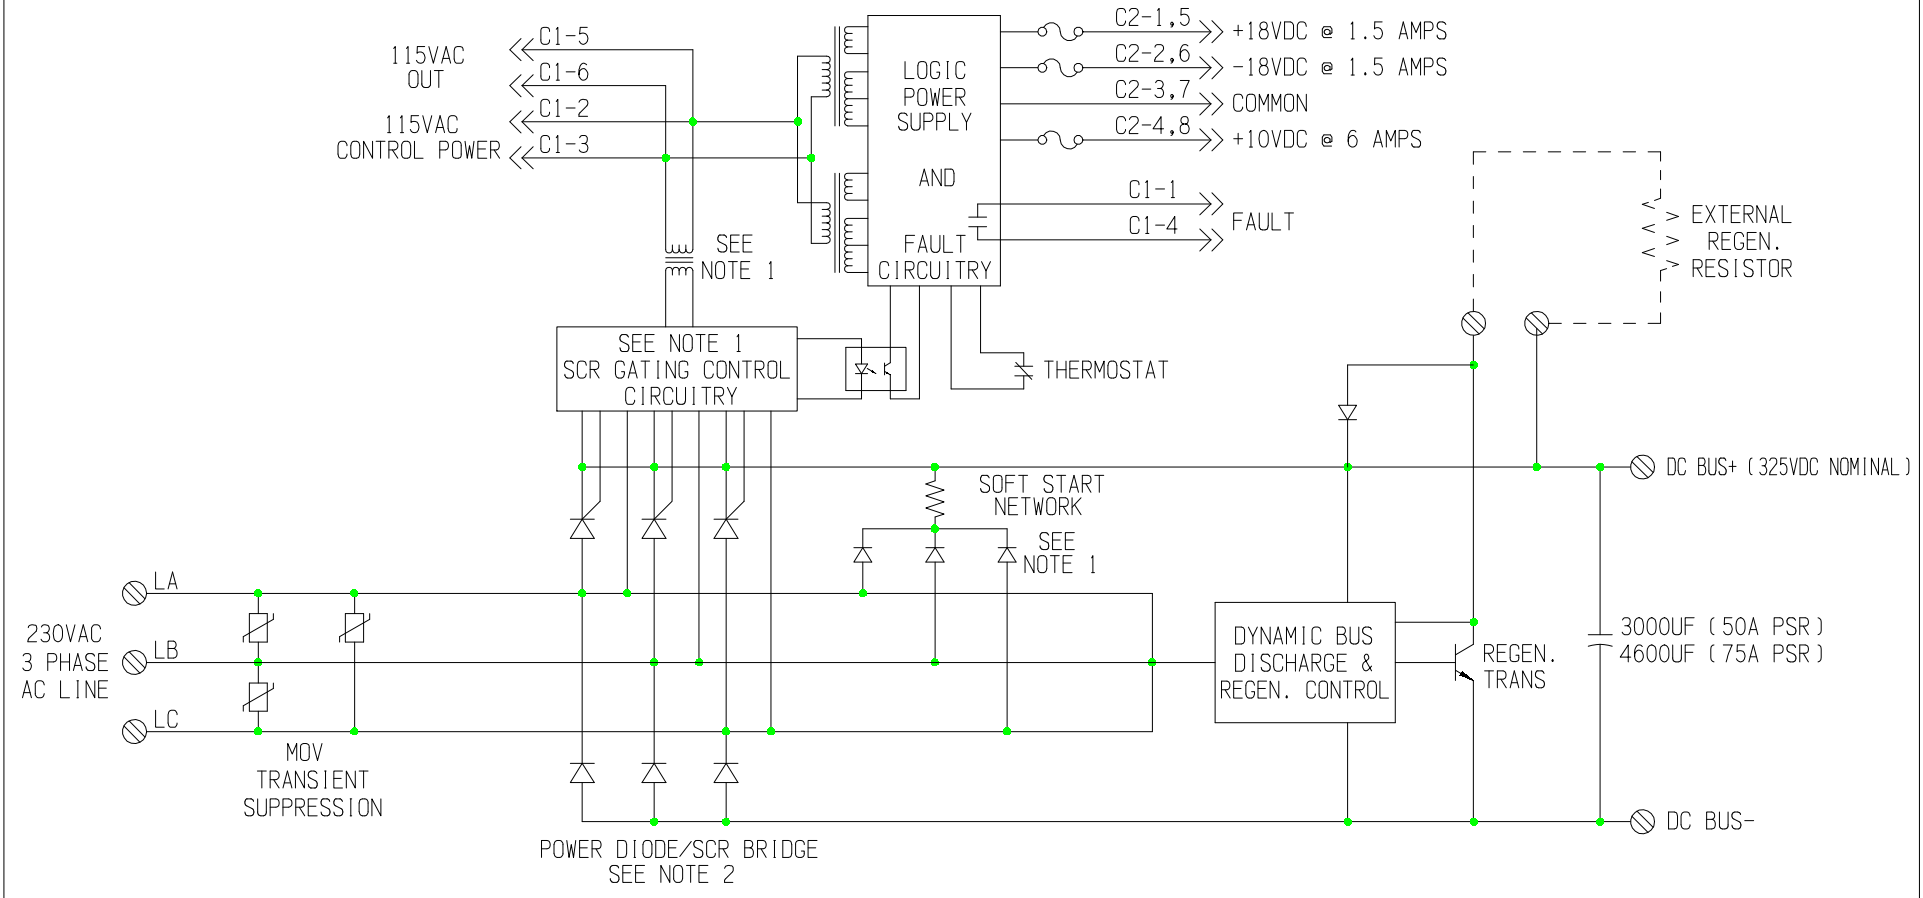 115VAC
OUT
C1-5
C1-6
115VAC
CONTROL POWER
C1-2
C1-3
LOGIC
POWER
SUPPLY
AND
FAULT
CIRCUITRY
C2-1,5
+18VDC @ 1.5 AMPS
C2-2,6
-18VDC @ 1.5 AMPS
C2-3,7
COMMON
C2-4,8
+10VDC @ 6 AMPS
C1-1
C1-4
FAULT
EXTERNAL
REGEN.
RESISTOR
SEE
NOTE 1
SEE NOTE 1
SCR GATING CONTROL
CIRCUITRY
THERMOSTAT
DC BUS+ (325VDC NOMINAL)
SOFT START
NETWORK
SEE
NOTE 1
LA
LB
LC
230VAC
3 PHASE
AC LINE
MOV
TRANSIENT
SUPPRESSION
DYNAMIC BUS
DISCHARGE &
REGEN. CONTROL
REGEN.
TRANS
3000UF (50A PSR)
4600UF (75A PSR)
DC BUS-
POWER DIODE/SCR BRIDGE
SEE NOTE 2